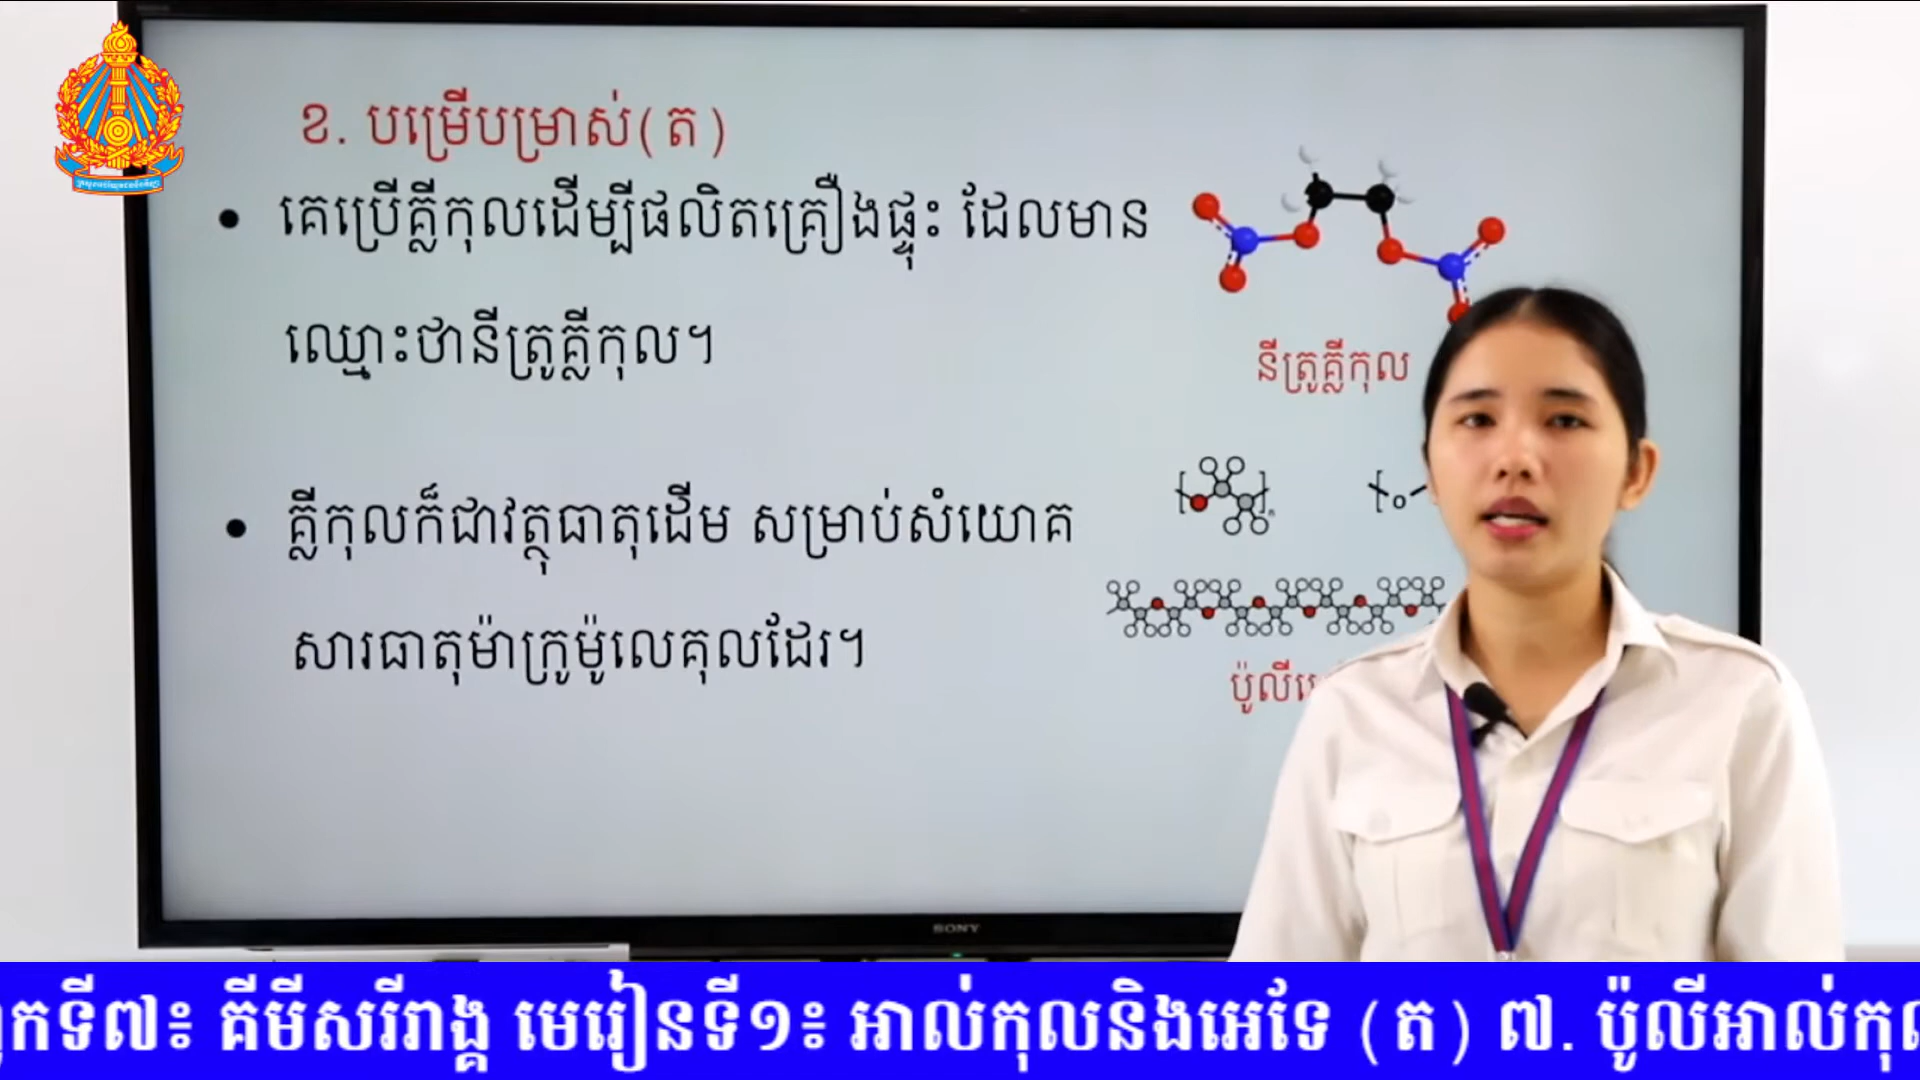 ខ. បម្រើបម្រាស់(ត)
• គេប្រើគ្លីកុលដើម្បីផលិតគ្រឿងផ្ទុះ ដែលមាន
ឈ្មោះថានីត្រូគ្លីកុល។
នីត្រូគ្លីកុល
• គ្លីកុលក៏ជាវត្ថុធាតុដើម សម្រាប់សំយោគ
សារធាតុម៉ាក្រូម៉ូលេគុលដែរ។
O
n
SONY
ទី៧៖ គីមីសរីរាង្គ មេរៀនទី១៖ អាល់កុលនិងអេទែ (ត) ៧. ប៉ូលីអាល់កុល